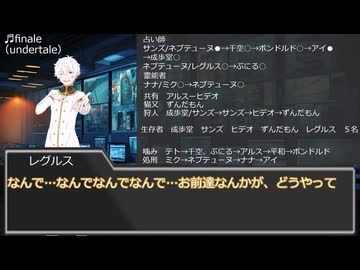 ♫finale
(undertale)
占い師
サンズ/ネプテューヌ●→千空○→ボンドルド○→アイ●
→成歩堂○
ネプテューヌ/レグルス○→ぷにる○
霊能者
ナナ/ミク○→ネプテューヌ○
共有 アルス―ヒデオ
猫又 ずんだもん
狩人 成歩堂/サンズ→サンズ→ヒデオ→ずんだもん
生存者 成歩堂 サンズ ヒデオ ずんだもん レグルス 5名
噛み テト→千空、ぷにる→アルス→平和→ボンドルド
処刑 ミク→ネプテューヌ→ナナ→アイ
レグルス
なんで…なんでなんでなんで…お前達なんかが、どうやって